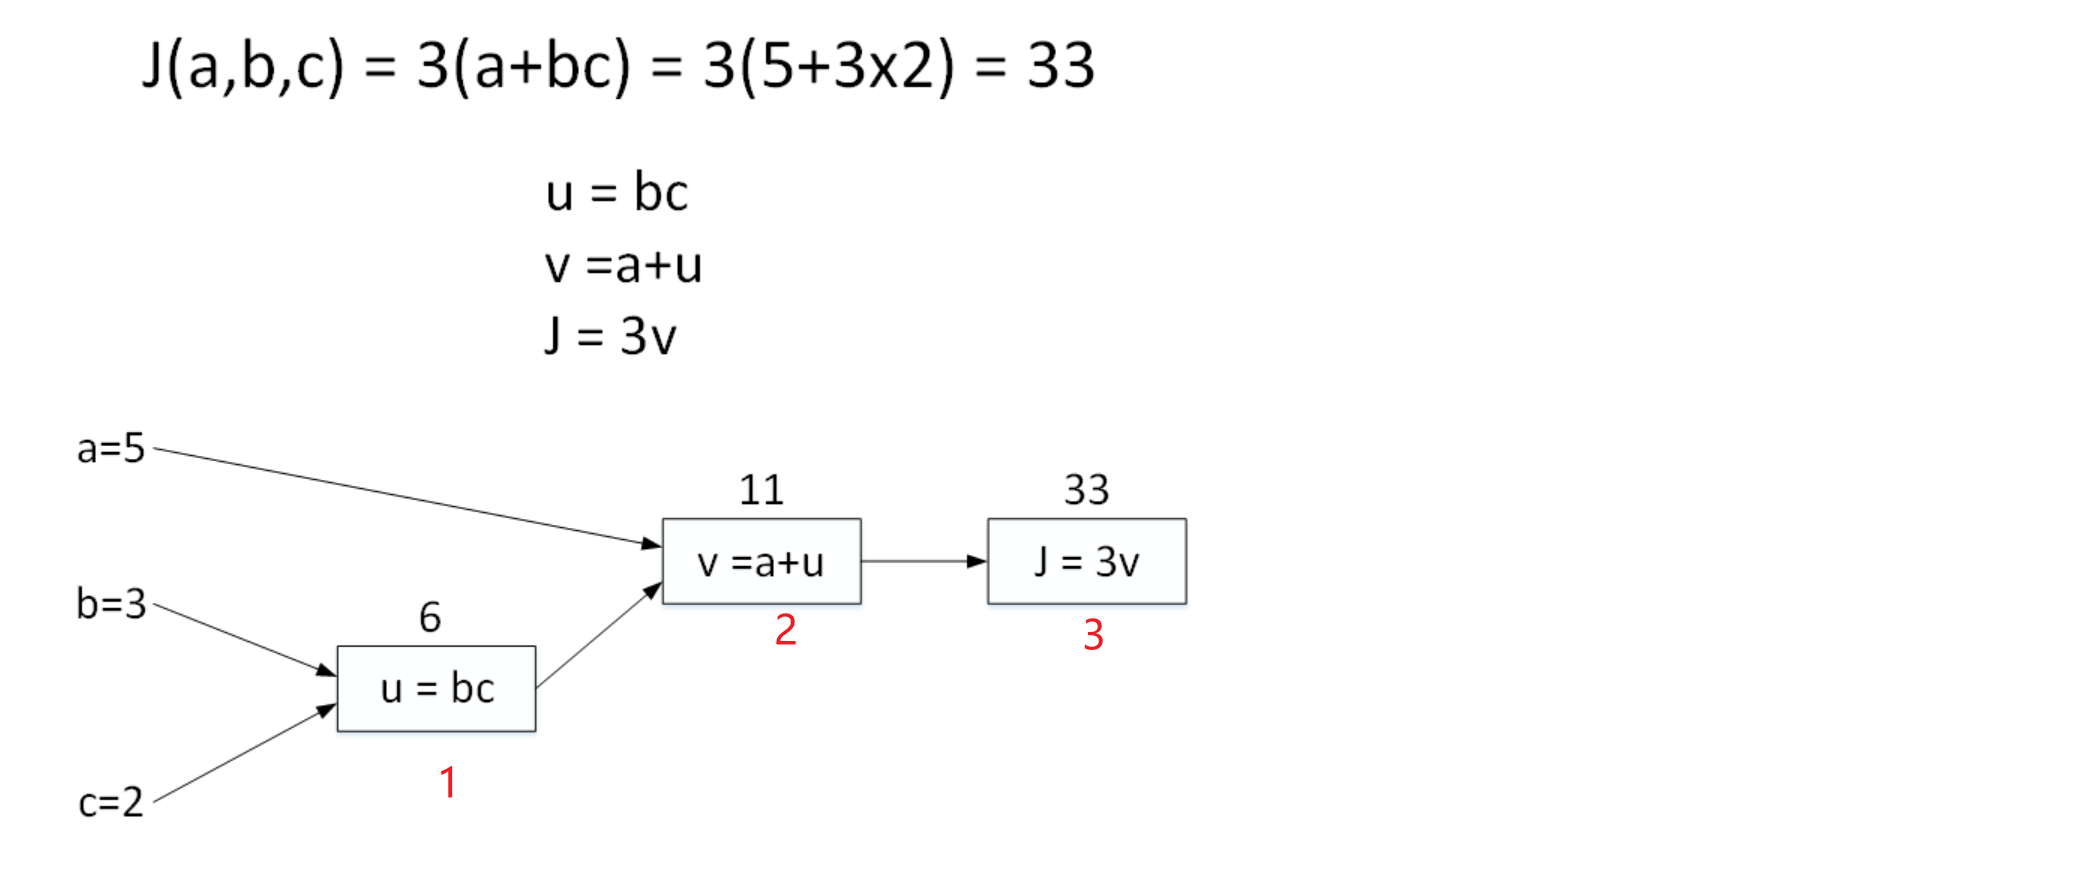 J(a,b,c) = 3(a+bc) = 3(5+3x2) = 33
u = bc
v =a+u
J = 3v
a=5
11
33
v =a+u
J = 3v
b=3
6
2
3
u = bc
1
c=2